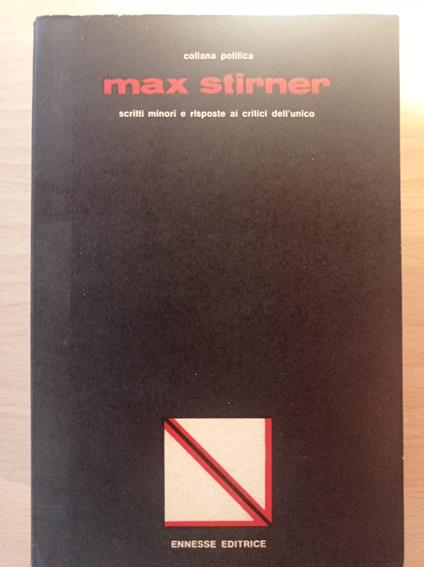 collana politica
max stirner
scritti minori e risposte ai critici dell'unico
ENNESSE EDITRICE